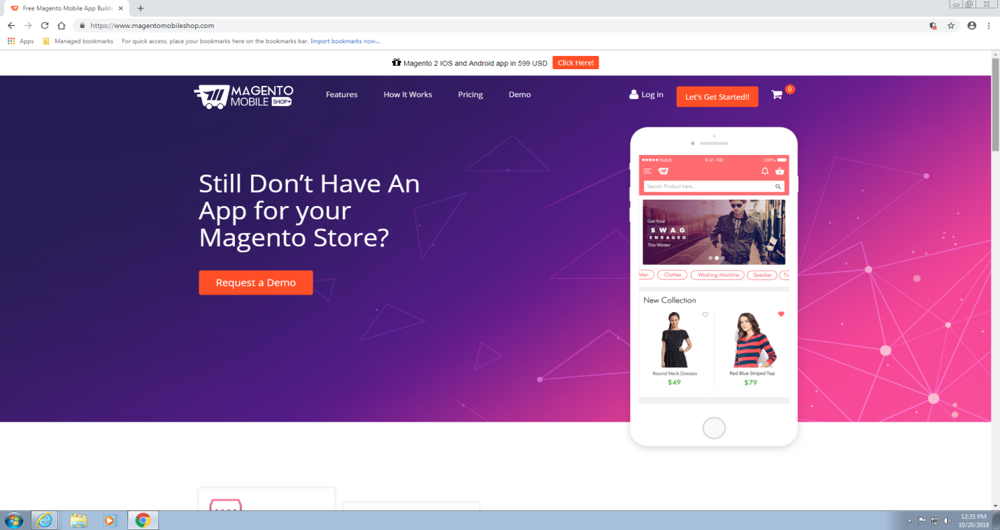 Free Magento Mobile App Builde
https://www.magentomobileshop.com
Apps
Managed bookmarks
For quick access, place your bookmarks here on the bookmarks bar. Import bookmarks now...
Magento 2 IOS and Android app in 599 USD
Click Here!
MAGENTO
MOBILE SHOP
Features
How It Works
Pricing
Demo
Log in
Let's Get Started!!
0
Still Don't Have An
App for your
Magento Store?
Request a Demo
Hutch
9:41 AM
100%
Search Product here...
Get Your
SWAG
ENRAGED
This Winter
Men
Clothes
Washing Machine
Speaker
Tv
New Collection
Round Neck Dresses
$49
Red Blue Striped Top
$79
12:35 PM
10/20/2018